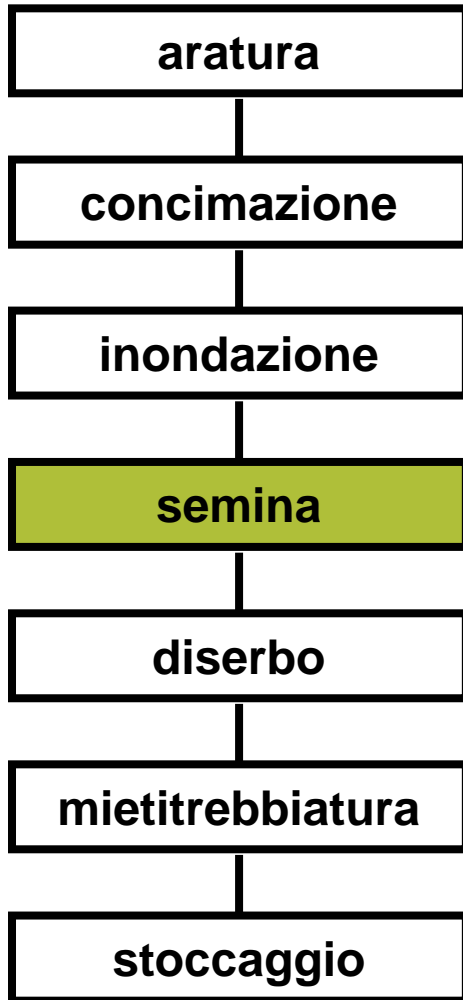 aratura
concimazione
inondazione
semina
diserbo
mietitrebbiatura
stoccaggio